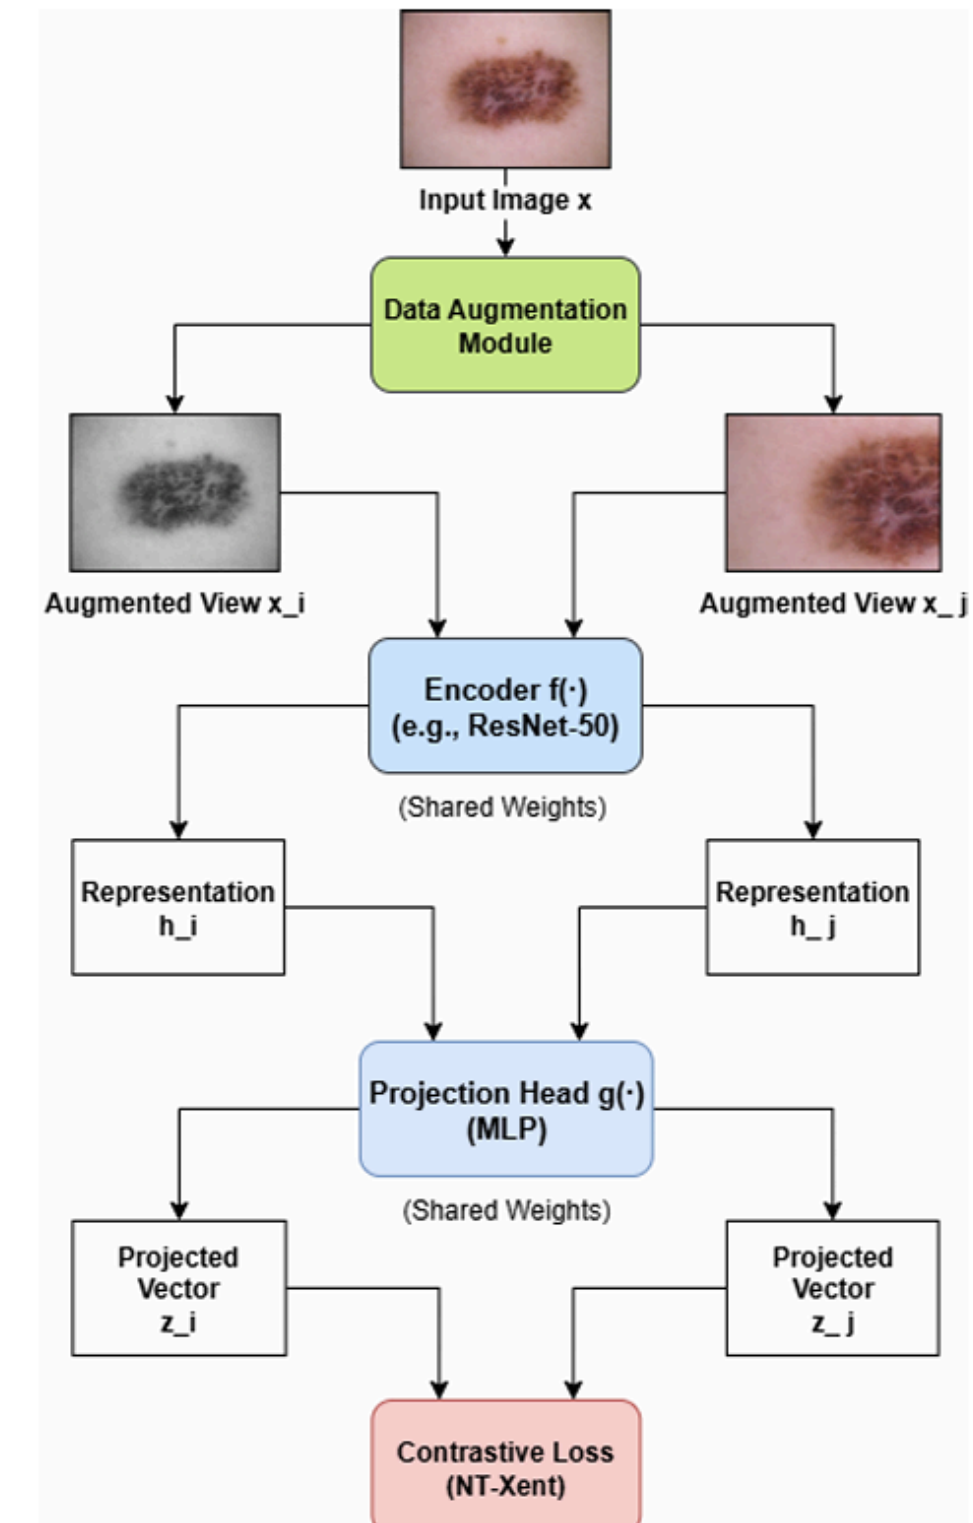 Input Image x
Data Augmentation
Module
Augmented View x_i
Augmented View x_ j
Encoder f(·)
(e.g., ResNet-50)
(Shared Weights)
Representation
h_i
Representation
h_ j
Projection Head g(·)
(MLP)
(Shared Weights)
Projected
Vector
z_i
Projected
Vector
z_ j
Contrastive Loss
(NT-Xent)